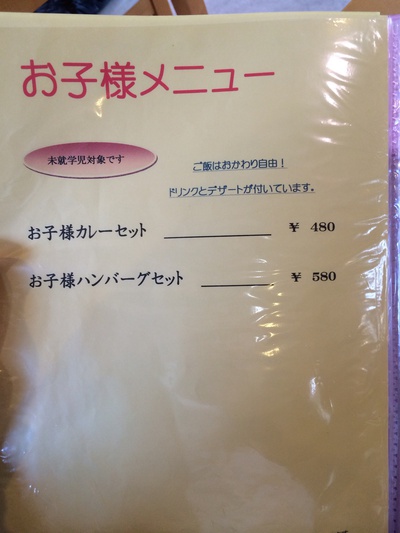 お子様メニュー
未就学児対象です
ご飯はおかわり自由！
ドリンクとデザートが付いています。
お子様カレーセット ￥ 480
お子様ハンバーグセット ￥ 580